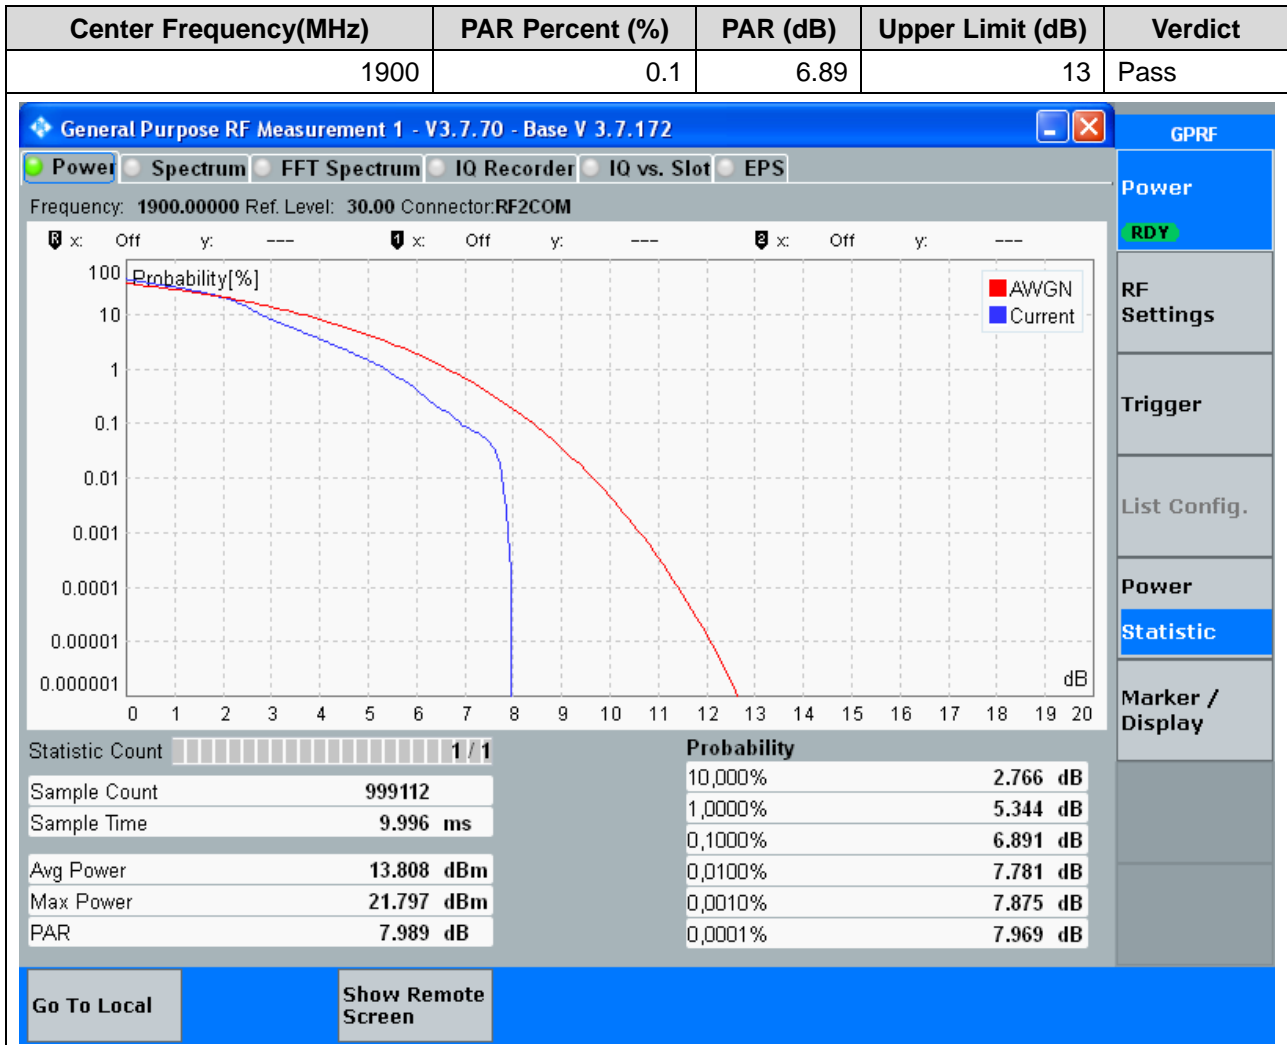 Center Frequency(MHz) PAR Percent (%) PAR (dB) Upper Limit (dB) Verdict
1900 0.1 6.89 13 Pass
General Purpose RF Measurement 1 - V3.7.70 - Base V 3.7.172
GPRF
Power Spectrum FFT Spectrum IQ Recorder IQ vs. Slot EPS
Frequency: 1900.00000 Ref. Level: 30.00 Connector:RF2COM
R x: Off y: --- 1 x: Off y: --- 2 x: Off y: ---
Probability[%]
AWGN
Current
100
10
1
0.1
0.01
0.001
0.0001
0.00001
0.000001
dB
0 1 2 3 4 5 6 7 8 9 10 11 12 13 14 15 16 17 18 19 20
Statistic Count 1 / 1
Sample Count 999112
Sample Time 9.996 ms
Avg Power 13.808 dBm
Max Power 21.797 dBm
PAR 7.989 dB
Probability
10,000% 2.766 dB
1,0000% 5.344 dB
0,1000% 6.891 dB
0,0100% 7.781 dB
0,0010% 7.875 dB
0,0001% 7.969 dB
Power
RDY
RF
Settings
Trigger
List Config.
Power
Statistic
Marker /
Display
Go To Local
Show Remote
Screen